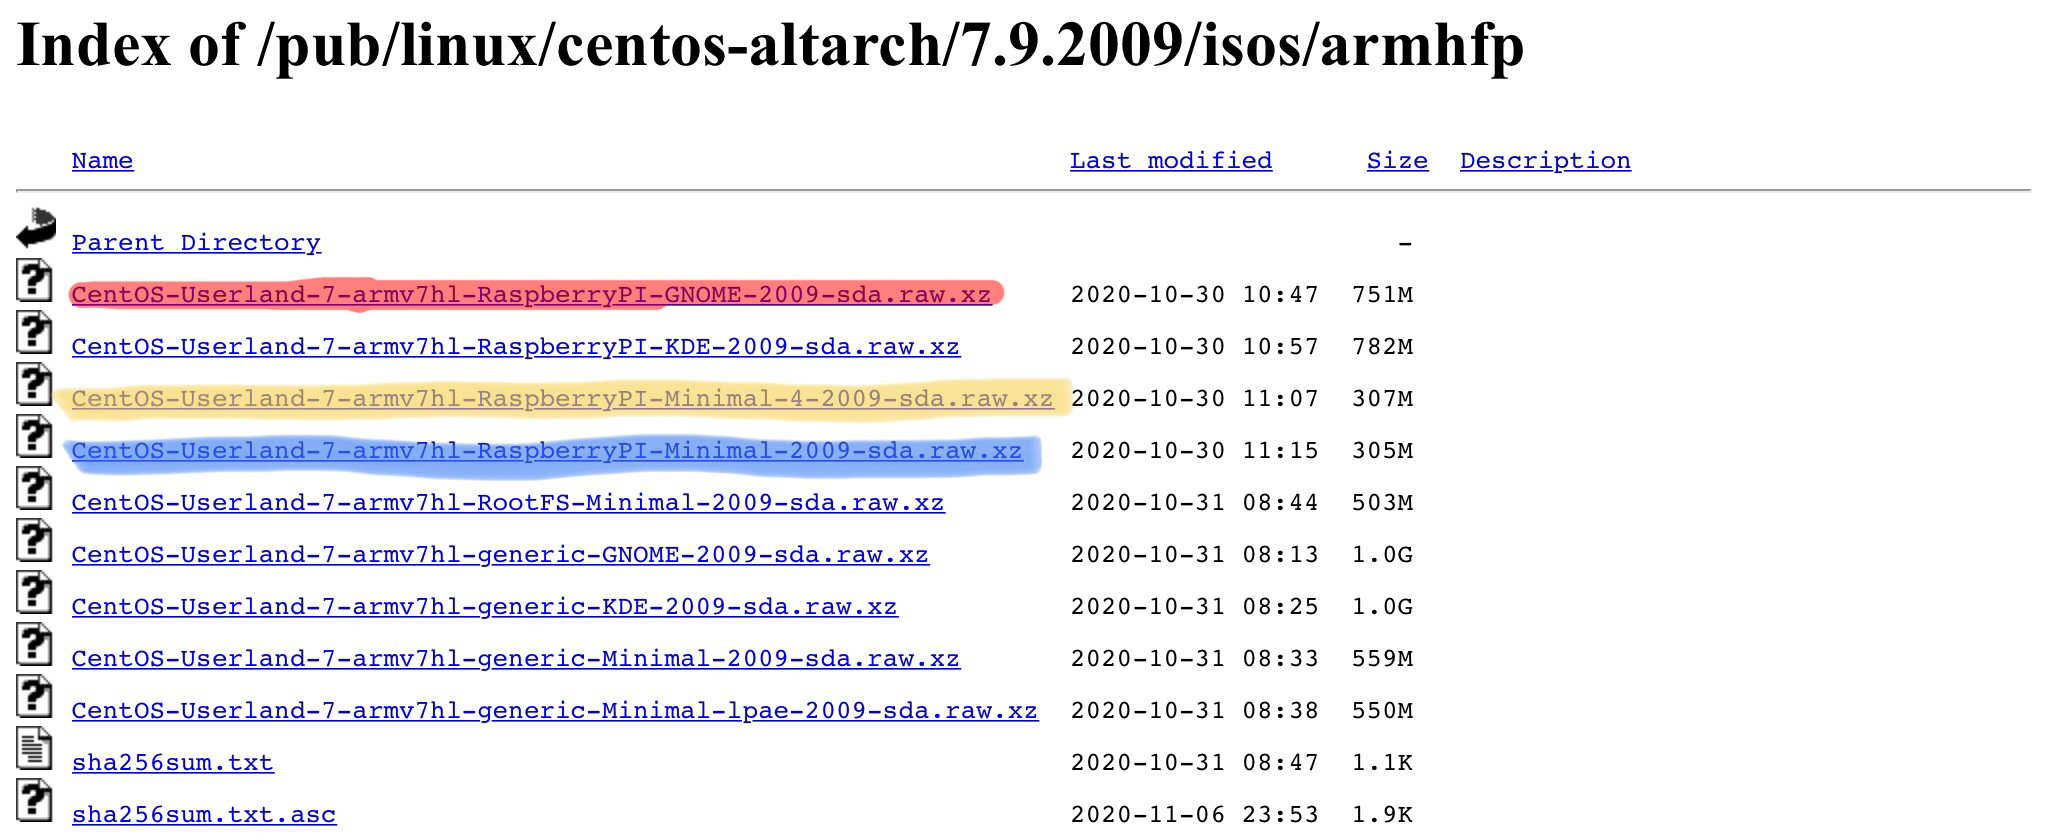 Index of /pub/linux/centos-altarch/7.9.2009/isos/armhfp
Name Last modified Size Description
Parent Directory -
CentOS-Userland-7-armv7hl-RaspberryPI-GNOME-2009-sda.raw.xz 2020-10-30 10:47 751M
CentOS-Userland-7-armv7hl-RaspberryPI-KDE-2009-sda.raw.xz 2020-10-30 10:57 782M
CentOS-Userland-7-armv7hl-RaspberryPI-Minimal-4-2009-sda.raw.xz 2020-10-30 11:07 307M
CentOS-Userland-7-armv7hl-RaspberryPI-Minimal-2009-sda.raw.xz 2020-10-30 11:15 305M
CentOS-Userland-7-armv7hl-RootFS-Minimal-2009-sda.raw.xz 2020-10-31 08:44 503M
CentOS-Userland-7-armv7hl-generic-GNOME-2009-sda.raw.xz 2020-10-31 08:13 1.0G
CentOS-Userland-7-armv7hl-generic-KDE-2009-sda.raw.xz 2020-10-31 08:25 1.0G
CentOS-Userland-7-armv7hl-generic-Minimal-2009-sda.raw.xz 2020-10-31 08:33 559M
CentOS-Userland-7-armv7hl-generic-Minimal-lpae-2009-sda.raw.xz 2020-10-31 08:38 550M
sha256sum.txt 2020-10-31 08:47 1.1K
sha256sum.txt.asc 2020-11-06 23:53 1.9K